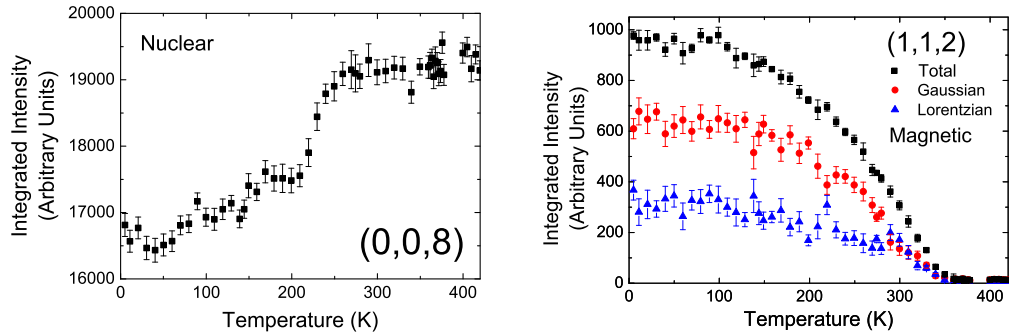 Nuclear
(0,0,8)
Integrated Intensity
(Arbitrary Units)
20000
19000
18000
17000
16000
0 100 200 300 400
Temperature (K)
(1,1,2)
Total
Gaussian
Lorentzian
Magnetic
Integrated Intensity
(Arbitrary Units)
1000
800
600
400
200
0
0 100 200 300 400
Temperature (K)